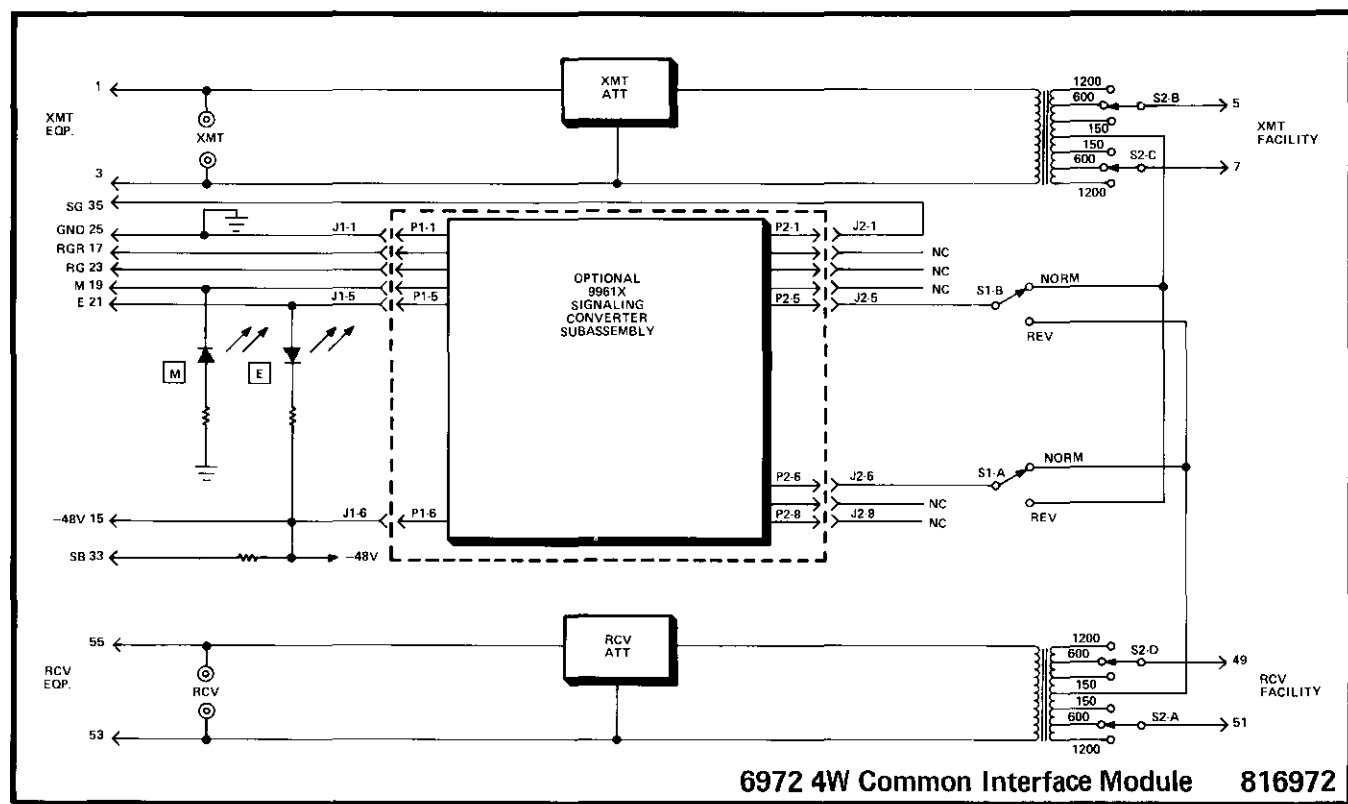 1
XMT
EQP.
XMT
3
XMT
ATT
1200
600
S2-B
5
150
XMT
FACILITY
150
600
S2-C
7
1200
SG 35
GND 25
J1-1
P1-1
P2-1
J2-1
RGR 17
NC
RG 23
NC
M 19
NC
E 21
J1-5
P1-5
P2-5
J2-5
OPTIONAL
9961X
SIGNALING
CONVERTER
SUBASSEMBLY
S1-B
NORM
REV
M
E
S1-A
NORM
REV
P2-6
J2-6
NC
-48V 15
J1-6
P1-6
P2-8
J2-8
NC
SB 33
-48V
55
RCV
EQP.
RCV
53
RCV
ATT
1200
600
S2-D
49
150
RCV
FACILITY
150
600
S2-A
51
1200
6972 4W Common Interface Module 816972